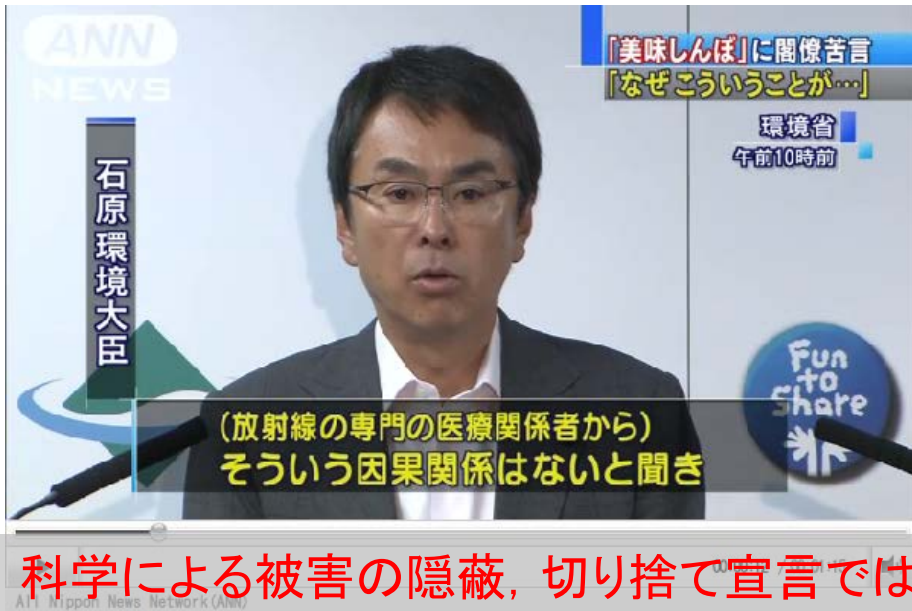 ANN
NEWS
「美味しんぼ」に閣僚苦言
「なぜこういうことが…」
環境省
午前10時前
石原環境大臣
Fun
to
Share
(放射線の専門の医療関係者から)
そういう因果関係はないと聞き
科学による被害の隠蔽,切り捨て宣言では
All Nippon News Network(ANN)